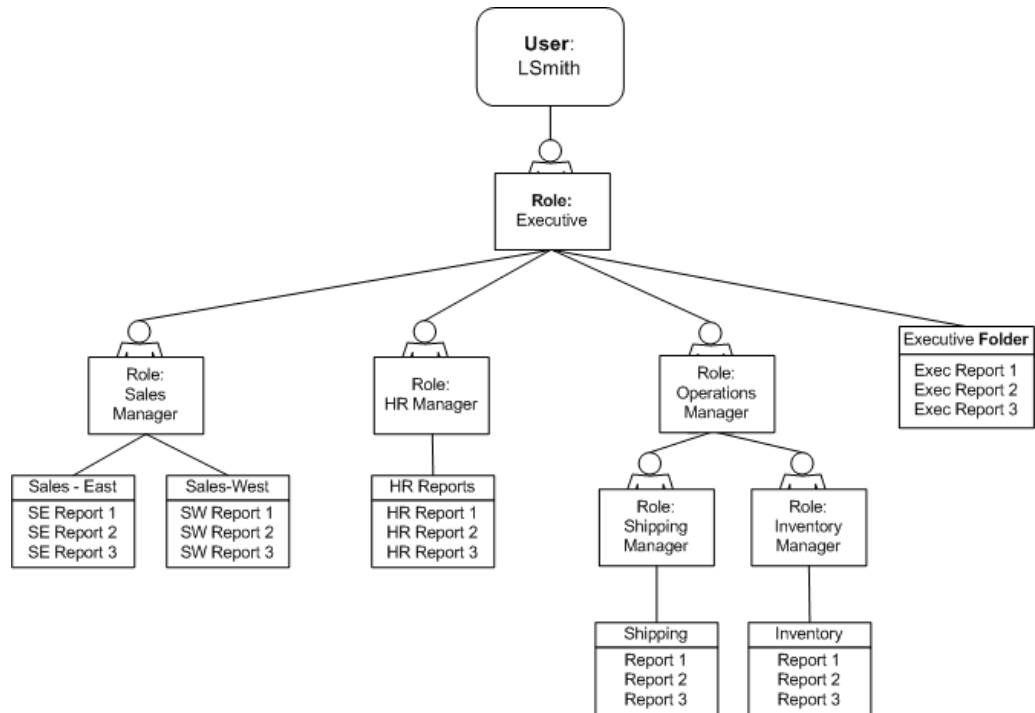 User:
LSmith
Role:
Executive
Role:
Sales
Manager
Role:
HR Manager
Role:
Operations
Manager
Executive Folder
Exec Report 1
Exec Report 2
Exec Report 3
Sales - East
SE Report 1
SE Report 2
SE Report 3
Sales-West
SW Report 1
SW Report 2
SW Report 3
HR Reports
HR Report 1
HR Report 2
HR Report 3
Role:
Shipping
Manager
Role:
Inventory
Manager
Shipping
Report 1
Report 2
Report 3
Inventory
Report 1
Report 2
Report 3